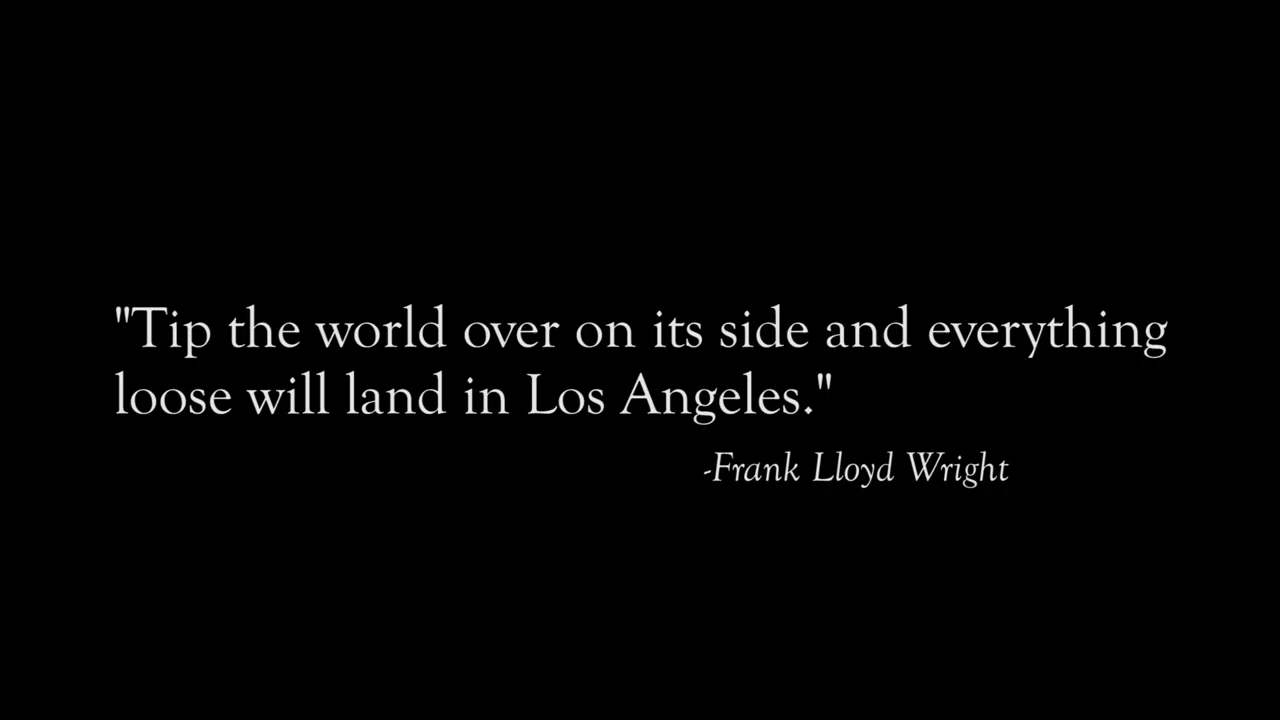 "Tip the world over on its side and everything
loose will land in Los Angeles."
-Frank Lloyd Wright